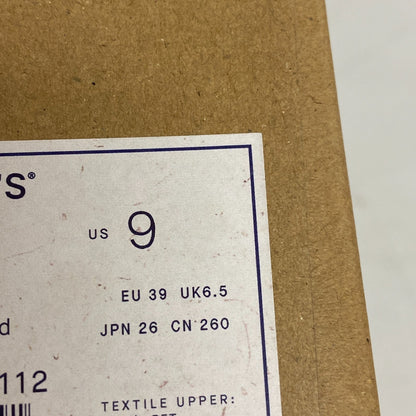 'S®
US 9
EU 39 UK6.5
d
JPN 26 CN 260
112
TEXTILE UPPER: